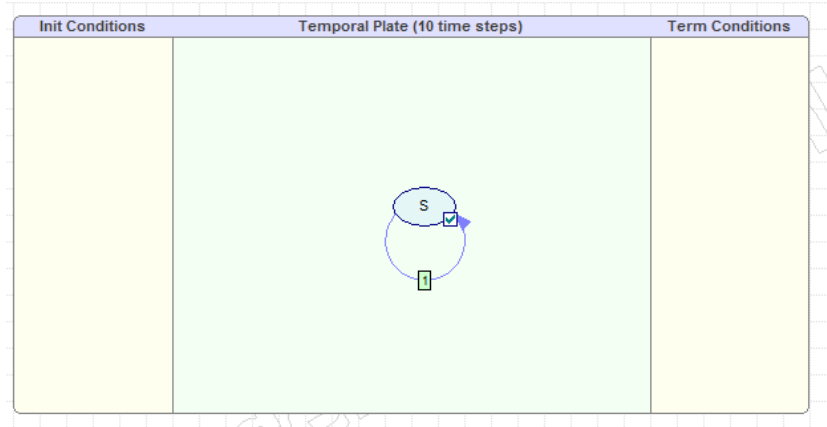 Init Conditions
Temporal Plate (10 time steps)
Term Conditions
S
1